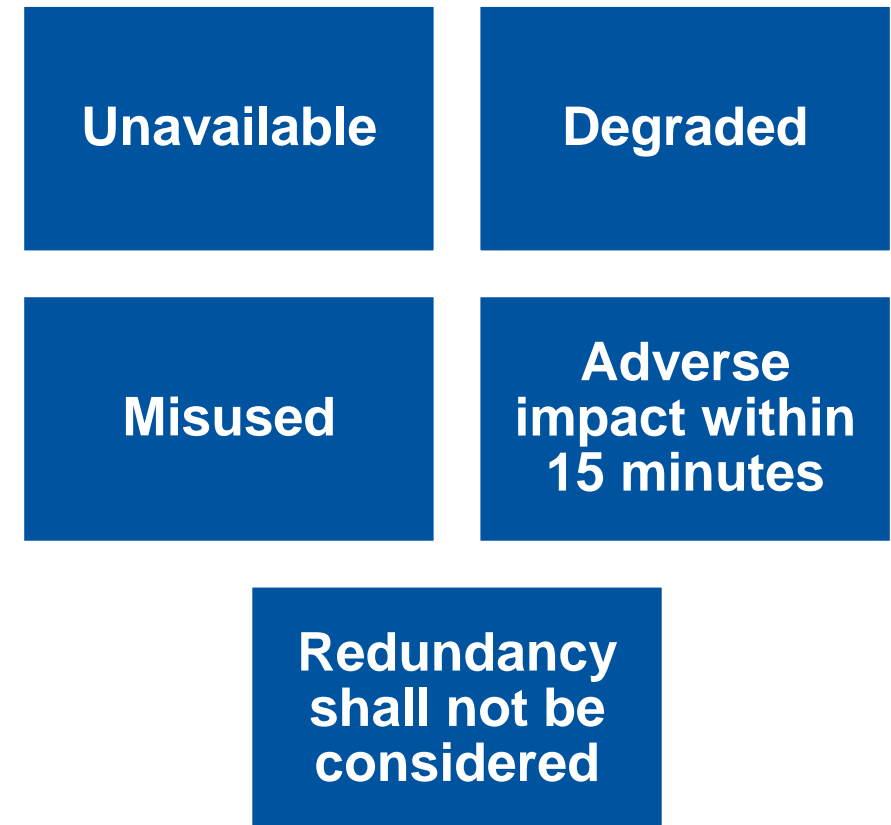 Unavailable
Degraded
Misused
Adverse
impact within
15 minutes
Redundancy
shall not be
considered